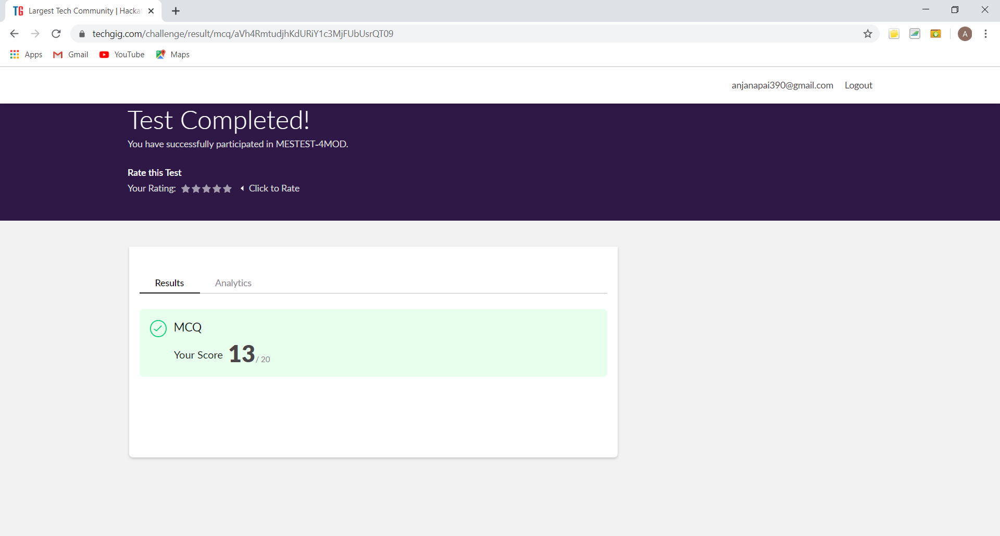 TG Largest Tech Community | Hacka
techgig.com/challenge/result/mcq/aVh4RmtudjhKdURiY1c3MjFUbUsrQT09
A
Apps Gmail YouTube Maps
anjanapai390@gmail.com Logout
Test Completed!
You have successfully participated in MESTEST-4MOD.
Rate this Test
Your Rating: Click to Rate
Results Analytics
MCQ
Your Score 13 / 20